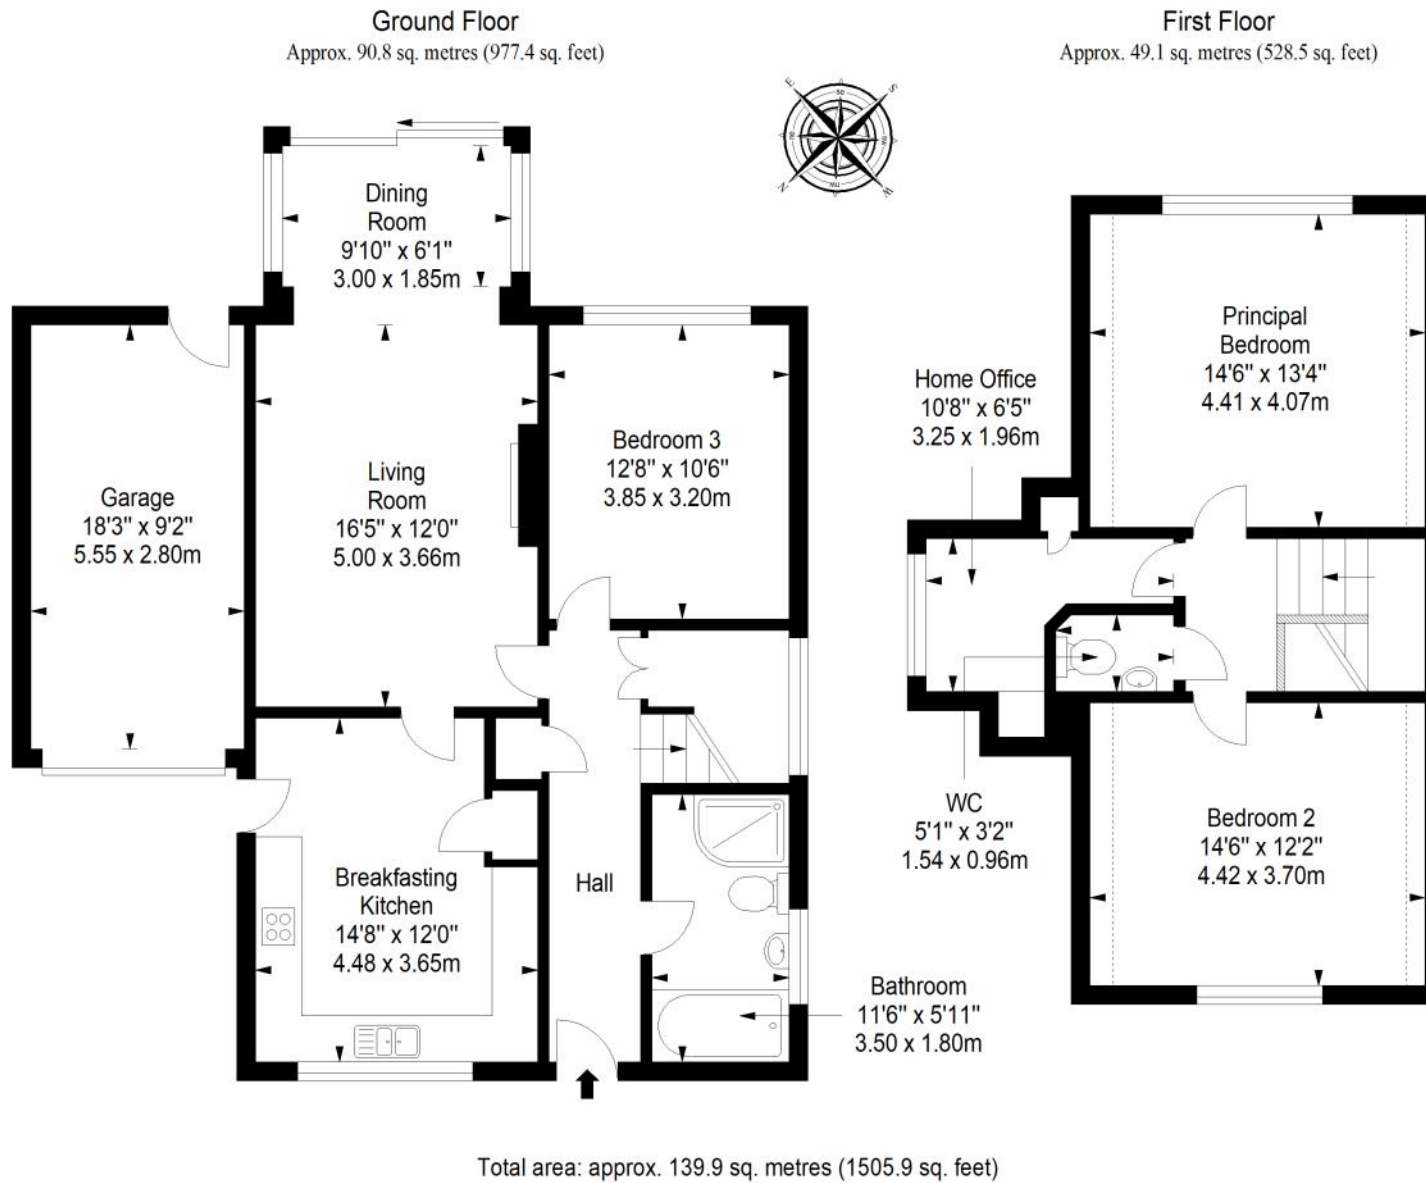 Ground Floor
Approx. 90.8 sq. metres (977.4 sq. feet)
First Floor
Approx. 49.1 sq. metres (528.5 sq. feet)
E
S
N
W
Dining
Room
9'10" x 6'1"
3.00 x 1.85m
Principal
Bedroom
14'6" x 13'4"
4.41 x 4.07m
Home Office
10'8" x 6'5"
3.25 x 1.96m
Bedroom 3
12'8" x 10'6"
3.85 x 3.20m
Living
Room
16'5" x 12'0"
5.00 x 3.66m
Garage
18'3" x 9'2"
5.55 x 2.80m
WC
5'1" x 3'2"
1.54 x 0.96m
Bedroom 2
14'6" x 12'2"
4.42 x 3.70m
Breakfasting
Kitchen
14'8" x 12'0"
4.48 x 3.65m
Hall
Bathroom
11'6" x 5'11"
3.50 x 1.80m
Total area: approx. 139.9 sq. metres (1505.9 sq. feet)